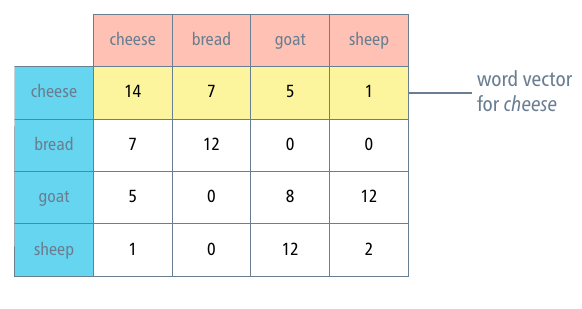 cheese bread goat sheep
cheese 14 7 5 1
word vector
for cheese
bread 7 12 0 0
goat 5 0 8 12
sheep 1 0 12 2